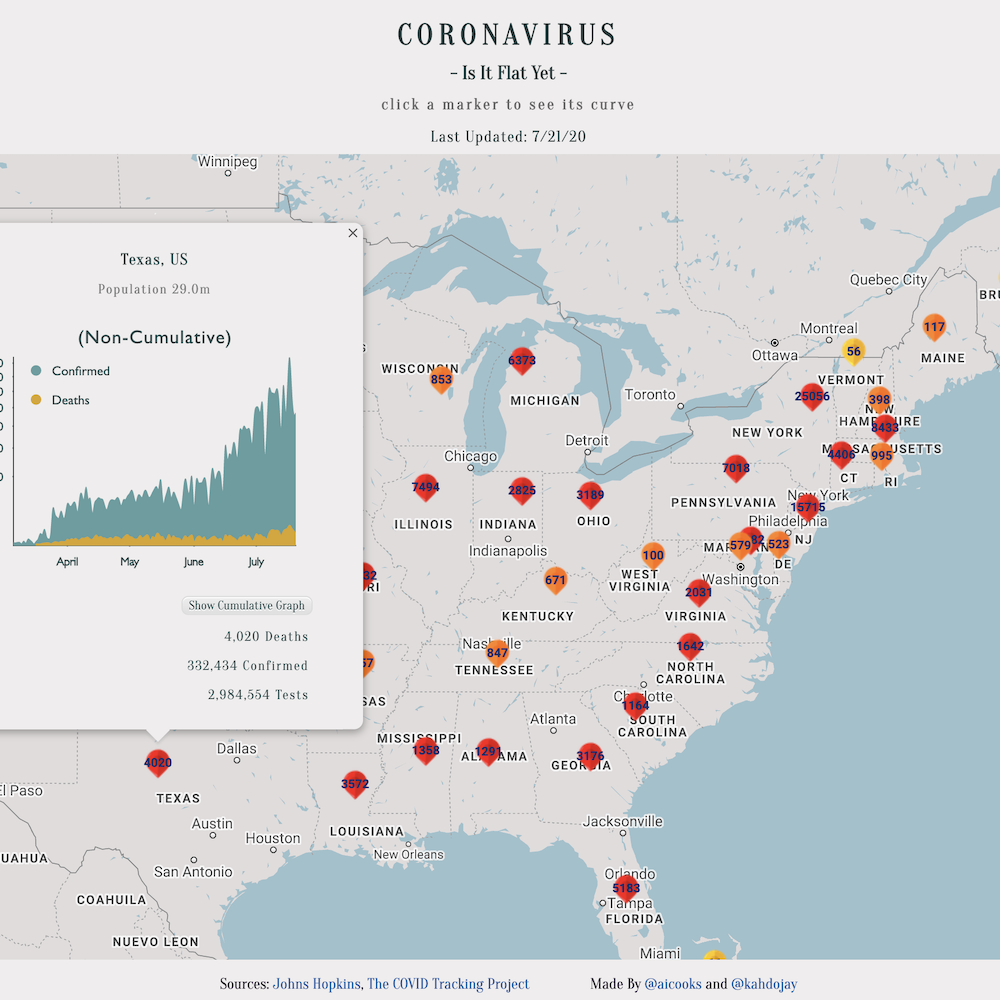 CORONAVIRUS
- Is It Flat Yet -
click a marker to see its curve
Last Updated: 7/21/20
Winnipeg
Texas, US
Population 29.0m
(Non-Cumulative)
Confirmed
Deaths
April May June July
Show Cumulative Graph
4,020 Deaths
332,434 Confirmed
2,984,554 Tests
Quebec City
Montreal
Ottawa
117
MAINE
56
VERMONT
6373
WISCONSIN
853
MICHIGAN
Toronto
25056
398
NEW HAMPSHIRE
8433
NEW YORK
MASSACHUSETTS
4406
995
CT
RI
Detroit
Chicago
7018
7494
2825
3189
PENNSYLVANIA
New York
15715
ILLINOIS
INDIANA
OHIO
Philadelphia
NJ
Indianapolis
579
523
100
DE
WEST
VIRGINIA
Washington
671
2031
KENTUCKY
VIRGINIA
1642
Nashville
847
TENNESSEE
NORTH
CAROLINA
Charlotte
1164
SOUTH
CAROLINA
Atlanta
MISSISSIPPI
1358
1291
ALABAMA
3176
GEORGIA
Dallas
4020
3572
El Paso
TEXAS
Austin
Houston
LOUISIANA
New Orleans
Jacksonville
San Antonio
COAHUILA
Orlando
5183
Tampa
FLORIDA
NUEVO LEON
Miami
Sources: Johns Hopkins, The COVID Tracking Project
Made By @aicooks and @kahdojay